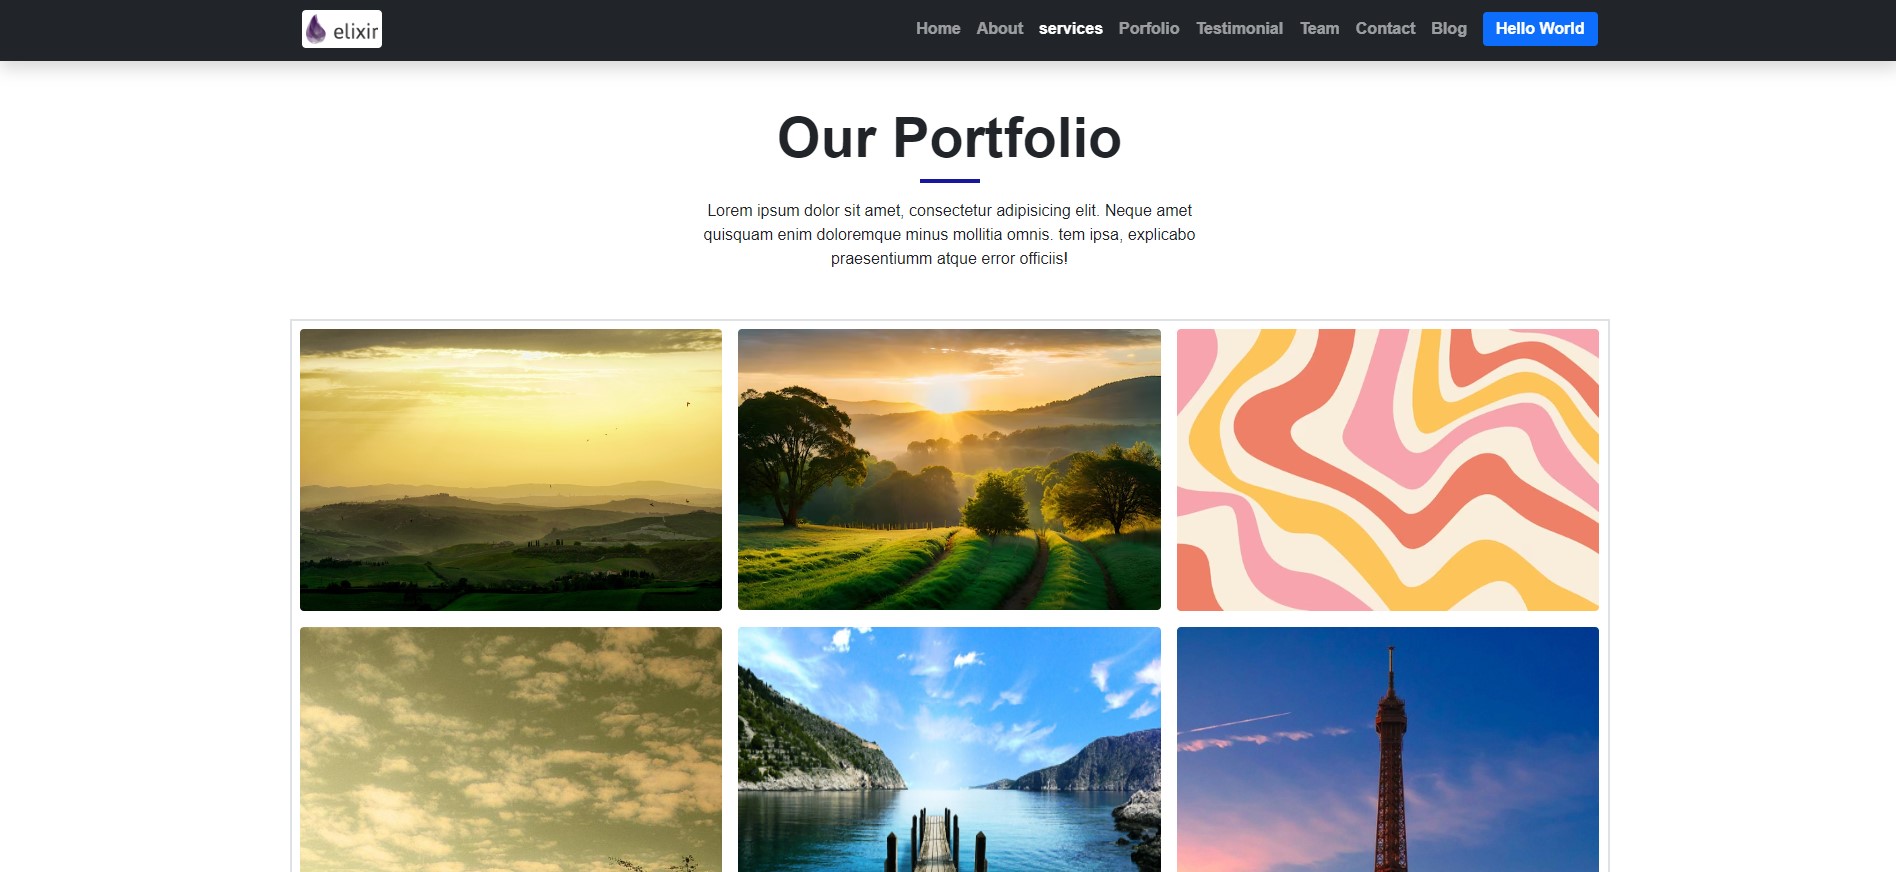 elixir
Home About services Porfolio Testimonial Team Contact Blog Hello World
Our Portfolio
Lorem ipsum dolor sit amet, consectetur adipisicing elit. Neque amet
quisquam enim doloremque minus mollitia omnis. tem ipsa, explicabo
praesentiumm atque error officiis!